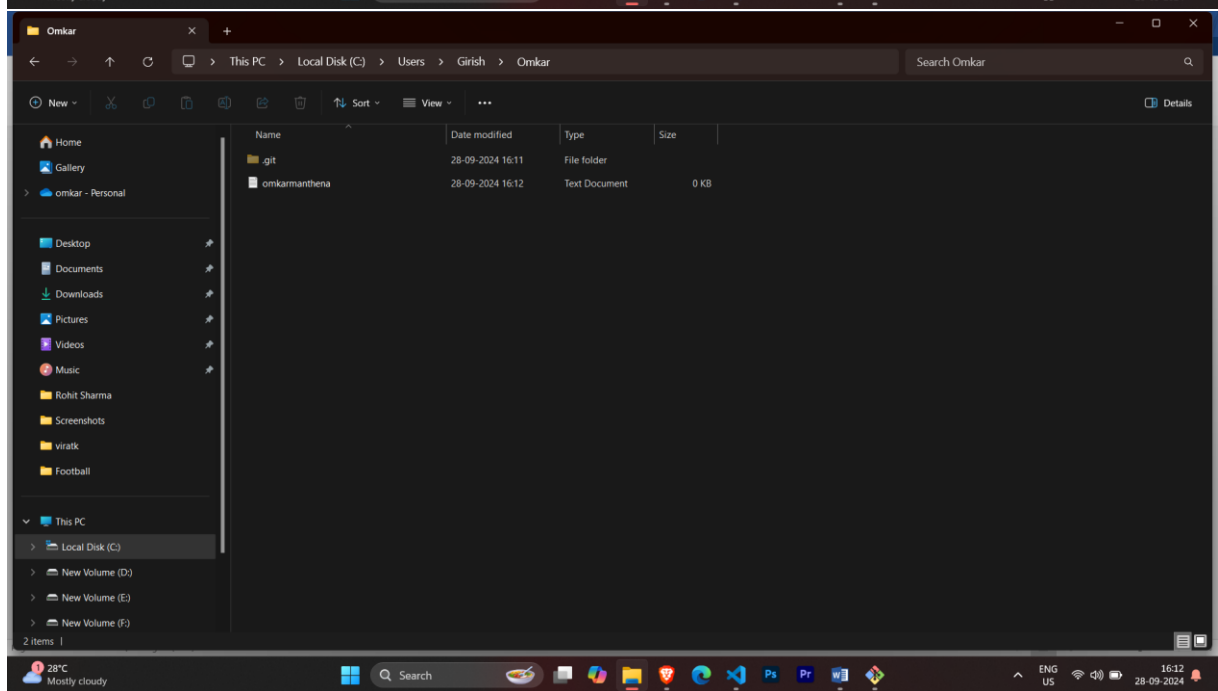 Omkar
This PC > Local Disk (C:) > Users > Girish > Omkar
Search Omkar
New
Sort
View
Details
Name Date modified Type Size
.git 28-09-2024 16:11 File folder
omkarmanthena 28-09-2024 16:12 Text Document 0 KB
Home
Gallery
omkar - Personal
Desktop
Documents
Downloads
Pictures
Videos
Music
Rohit Sharma
Screenshots
viratk
Football
This PC
Local Disk (C:)
New Volume (D:)
New Volume (E:)
New Volume (F:)
2 items
1
28°C
Mostly cloudy
Search
Ps
Pr
ENG
US
16:12
28-09-2024